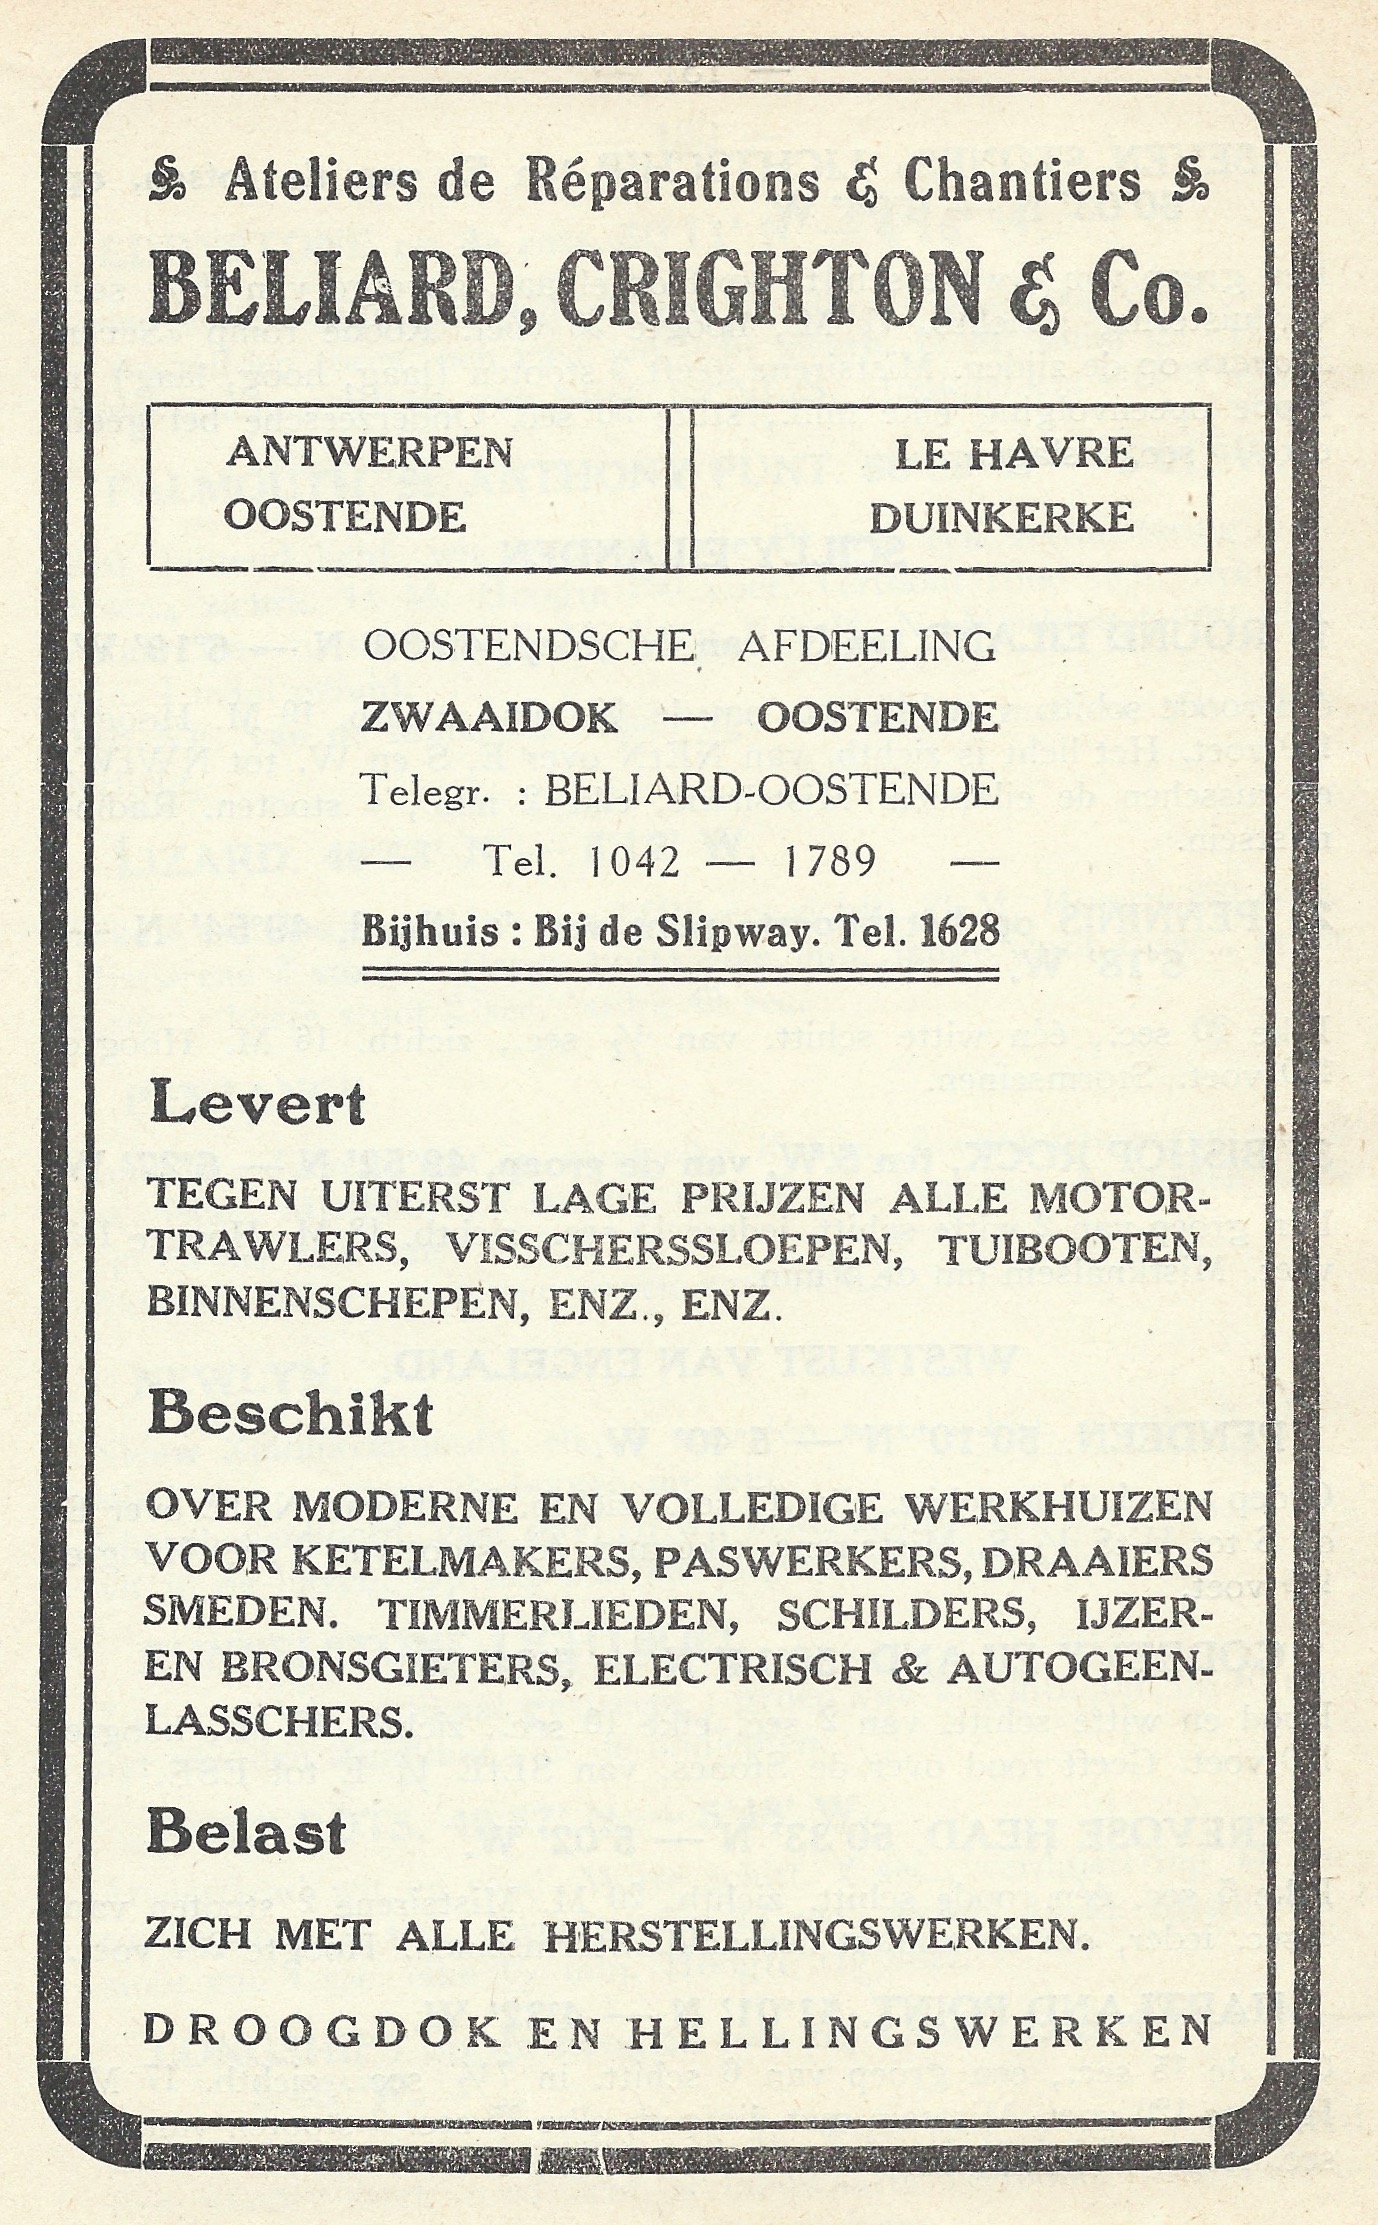 §. Ateliers de Réparations & Chantiers §.
BELIARD, CRIGHTON & Co.
ANTWERPEN LE HAVRE
OOSTENDE DUINKERKE
OOSTENDSCHE AFDEELING
ZWAAIDOK — OOSTENDE
Telegr. : BELIARD-OOSTENDE
— Tel. 1042 — 1789 —
Bijhuis : Bij de Slipway. Tel. 1628
Levert
TEGEN UITERST LAGE PRIJZEN ALLE MOTOR-
TRAWLERS, VISSCHERSSLOEPEN, TUIBOOTEN,
BINNENSCHEPEN, ENZ., ENZ.
Beschikt
OVER MODERNE EN VOLLEDIGE WERKHUIZEN
VOOR KETELMAKERS, PASWERKERS, DRAAIERS
SMEDEN. TIMMERLIEDEN, SCHILDERS, IJZER-
EN BRONSGIETERS, ELECTRISCH & AUTOGEEN-
LASSCHERS.
Belast
ZICH MET ALLE HERSTELLINGSWERKEN.
DROOGDOK EN HELLINGSWERKEN